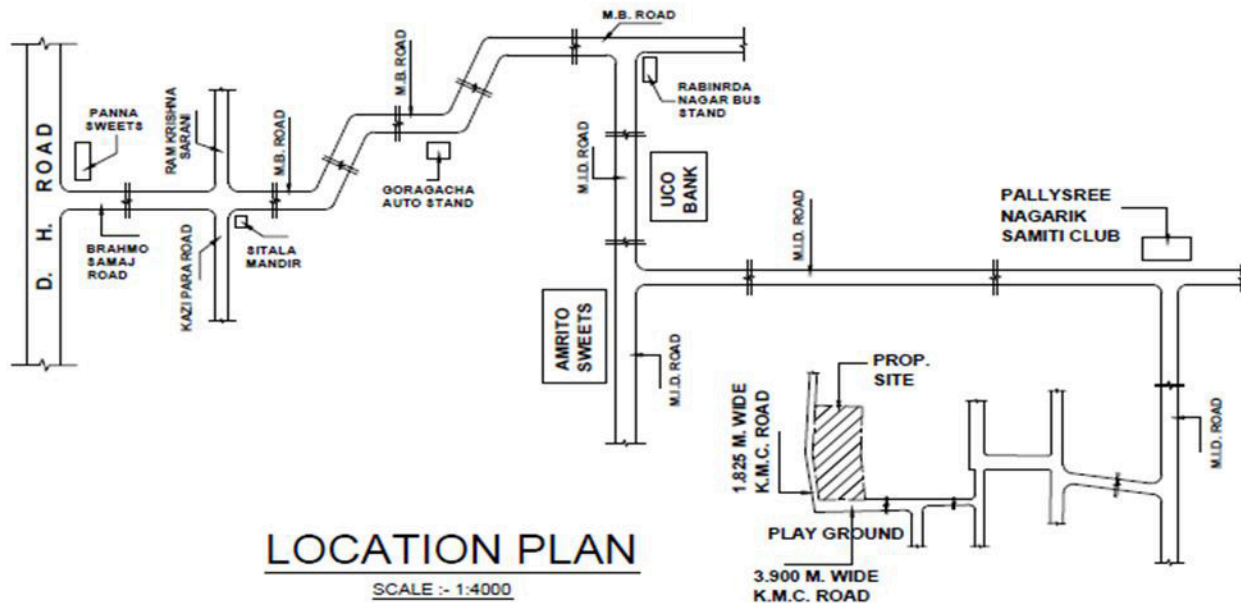 M.B. ROAD
RABINRDA
NAGAR BUS
STAND
M.B. ROAD
PANNA
SWEETS
RAM KRISHNA
SARANI
M.B. ROAD
GORAGACHA
AUTO STAND
D. H. ROAD
BRAHMO
SAMAJ
ROAD
KAZI PARA ROAD
SITALA
MANDIR
M.I.D. ROAD
UCO
BANK
M.I.D. ROAD
PALLYSREE
NAGARIK
SAMITI CLUB
AMRITO
SWEETS
M.I.D. ROAD
PROP.
SITE
1.825 M. WIDE
K.M.C. ROAD
M.I.D. ROAD
PLAY GROUND
3.900 M. WIDE
K.M.C. ROAD
LOCATION PLAN
SCALE :- 1:4000